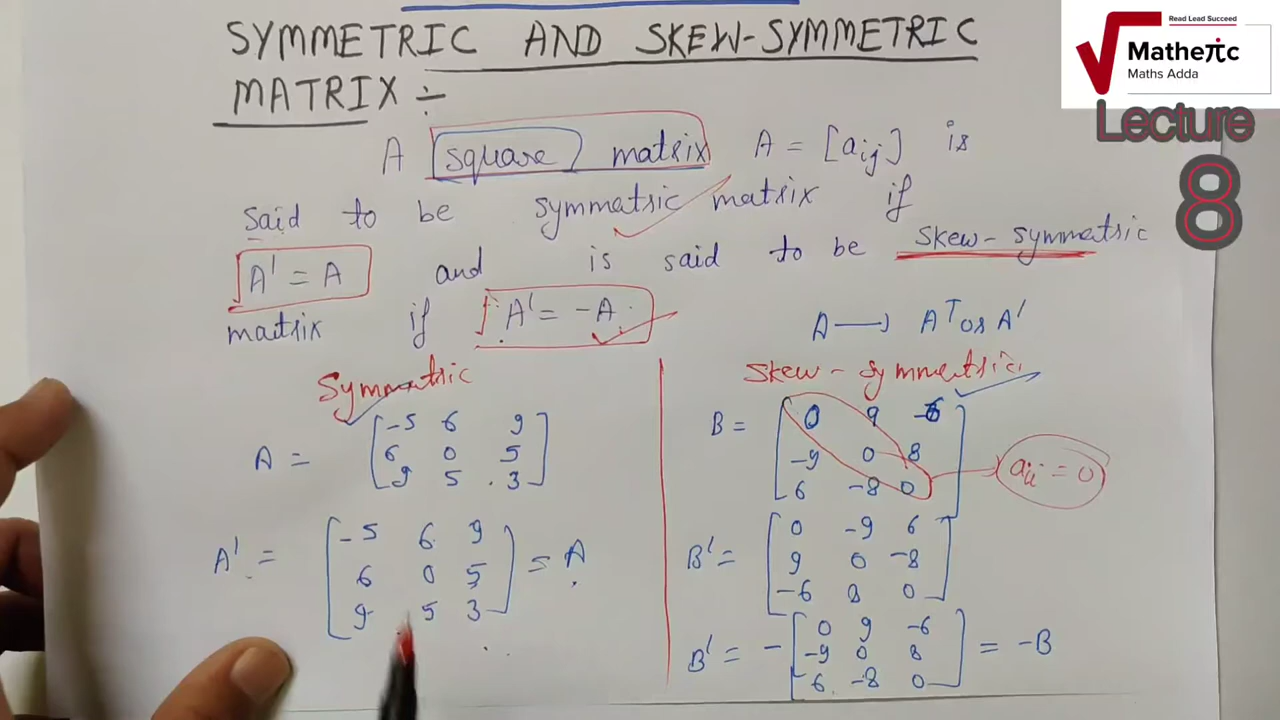 SYMMETRIC AND SKEW-SYMMETRIC
MATRIX :-
A square matrix A = [aij] is
said to be symmetric matrix if
A' = A and is said to be skew-symmetric
matrix if A' = -A
A → A^T or A'
Symmetric
A = [-5 6 9
6 0 5
9 5 3]
A' = [-5 6 9
6 0 5
9 5 3] = A
Skew-symmetric
B = [0 9 -6
-9 0 8
6 -8 0]
aii = 0
B' = [0 -9 6
9 0 -8
-6 8 0]
B' = -[0 9 -6
-9 0 8
6 -8 0] = -B
Read Lead Succeed
Matheπc
Maths Adda
Lecture
8